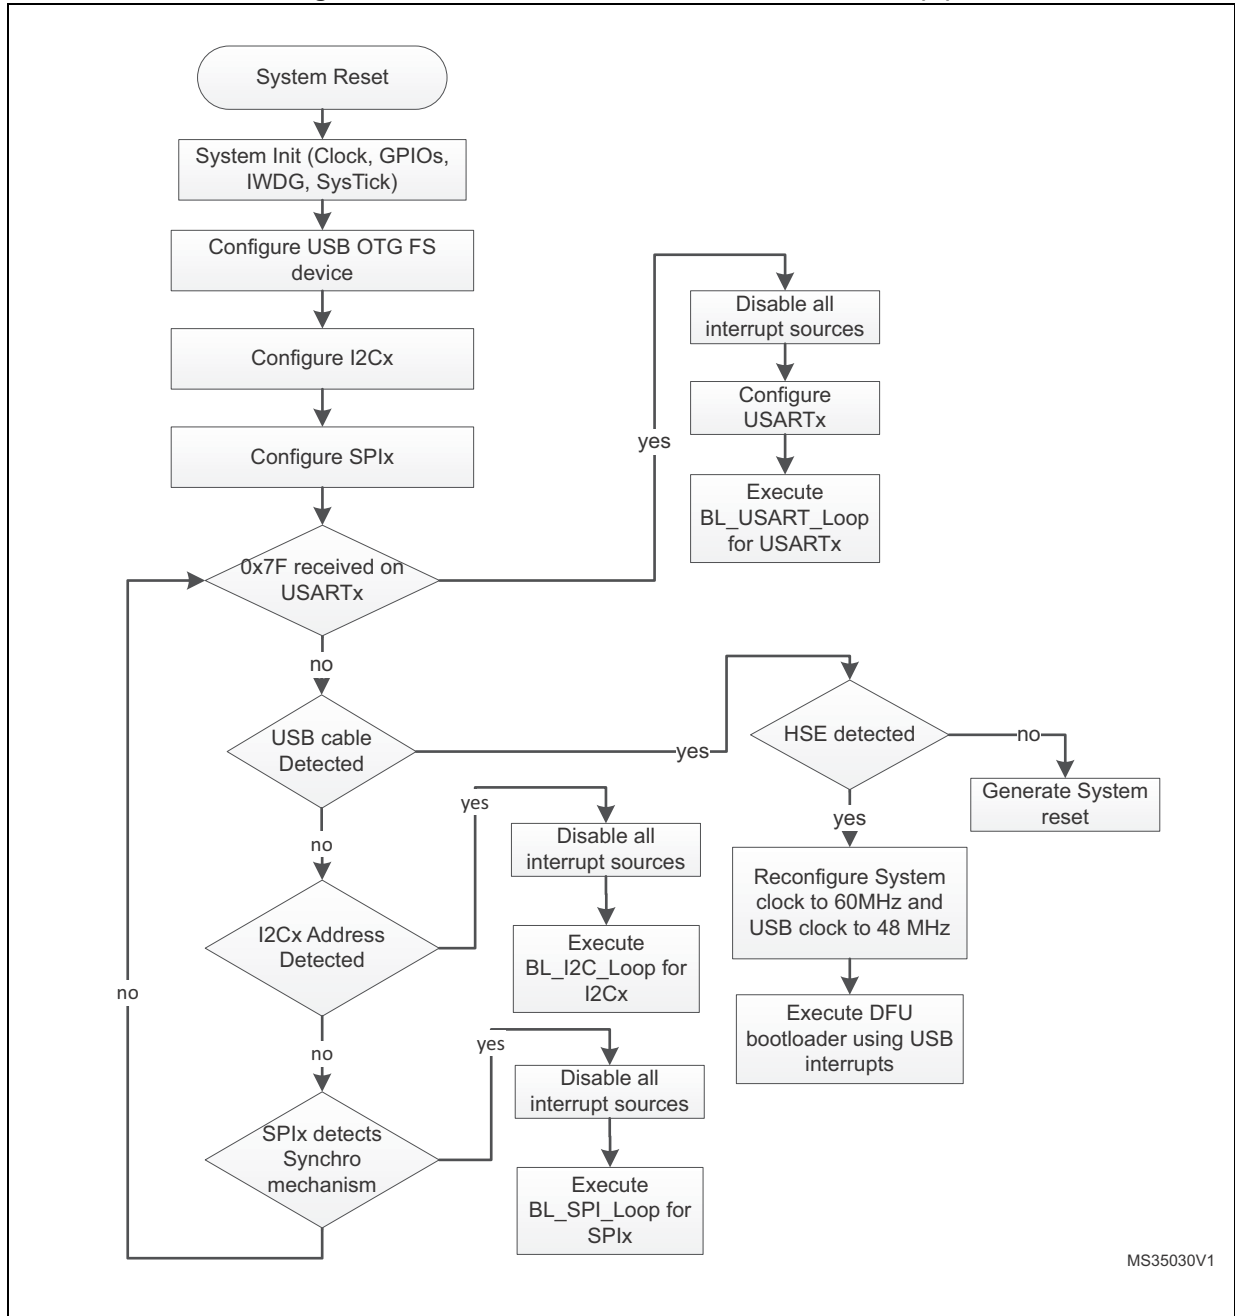 System Reset
System Init (Clock, GPIOs,
IWDG, SysTick)
Configure USB OTG FS
device
Configure I2Cx
Configure SPIx
0x7F received on
USARTx
yes
Disable all
interrupt sources
Configure
USARTx
Execute
BL_USART_Loop
for USARTx
no
USB cable
Detected
yes
HSE detected
no
Generate System
reset
yes
Reconfigure System
clock to 60MHz and
USB clock to 48 MHz
Execute DFU
bootloader using USB
interrupts
no
I2Cx Address
Detected
yes
Disable all
interrupt sources
Execute
BL_I2C_Loop for
I2Cx
no
SPIx detects
Synchro
mechanism
yes
Disable all
interrupt sources
Execute
BL_SPI_Loop for
SPIx
no
MS35030V1